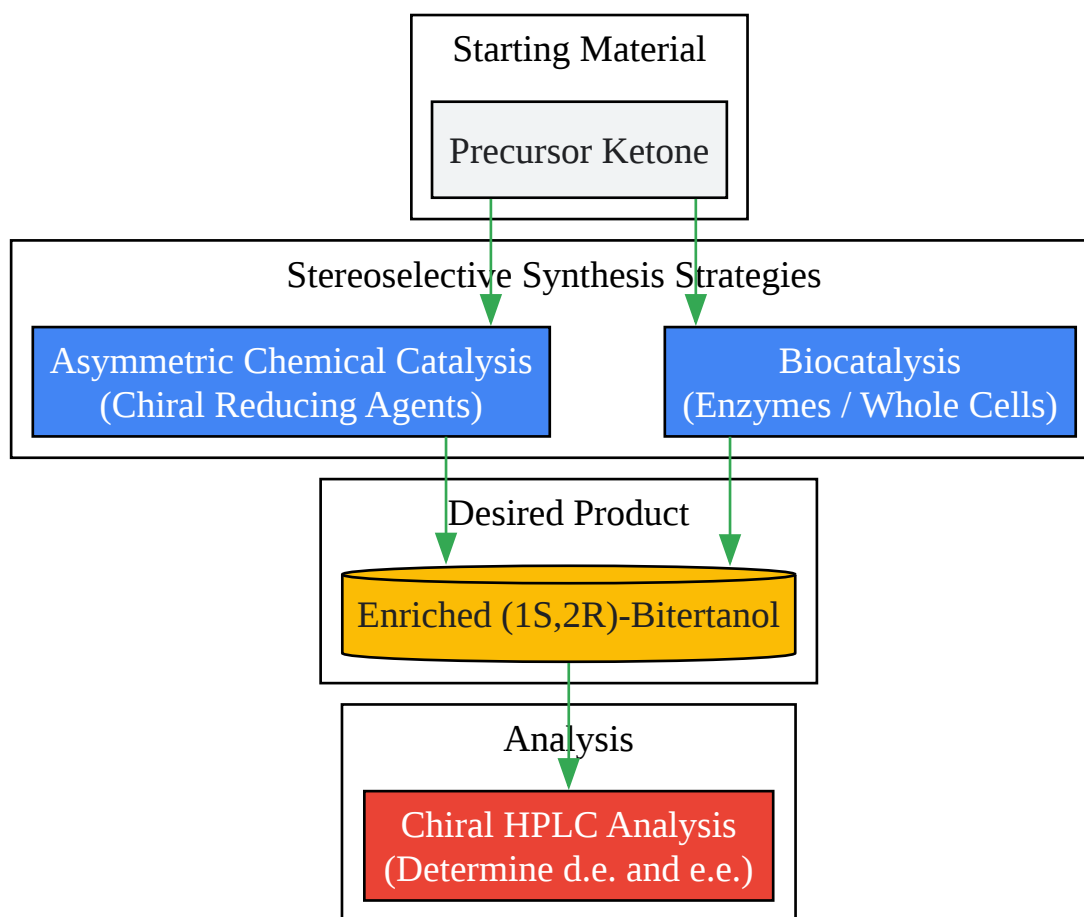 Starting Material
Precursor Ketone
Stereoselective Synthesis Strategies
Asymmetric Chemical Catalysis
(Chiral Reducing Agents)
Biocatalysis
(Enzymes / Whole Cells)
Desired Product
Enriched (1S,2R)-Bitertanol
Analysis
Chiral HPLC Analysis
(Determine d.e. and e.e.)